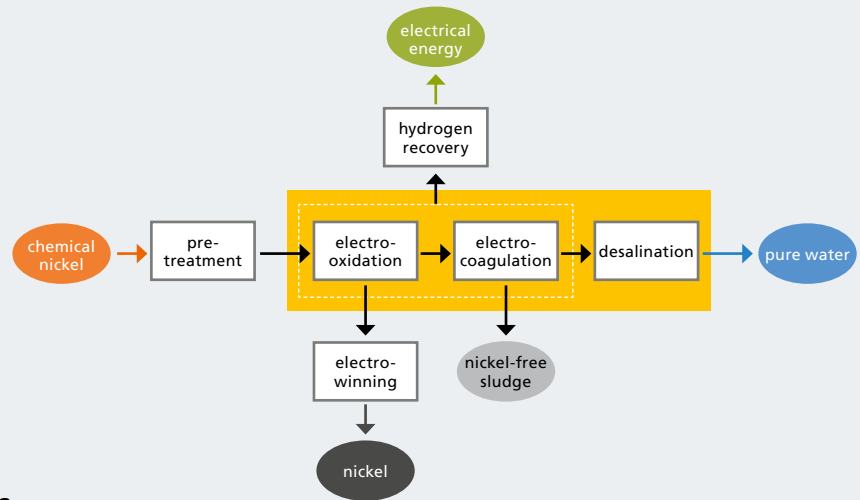 electrical
energy
hydrogen
recovery
chemical
nickel
pre-
treatment
electro-
oxidation
electro-
coagulation
desalination
pure water
electro-
winning
nickel-free
sludge
nickel